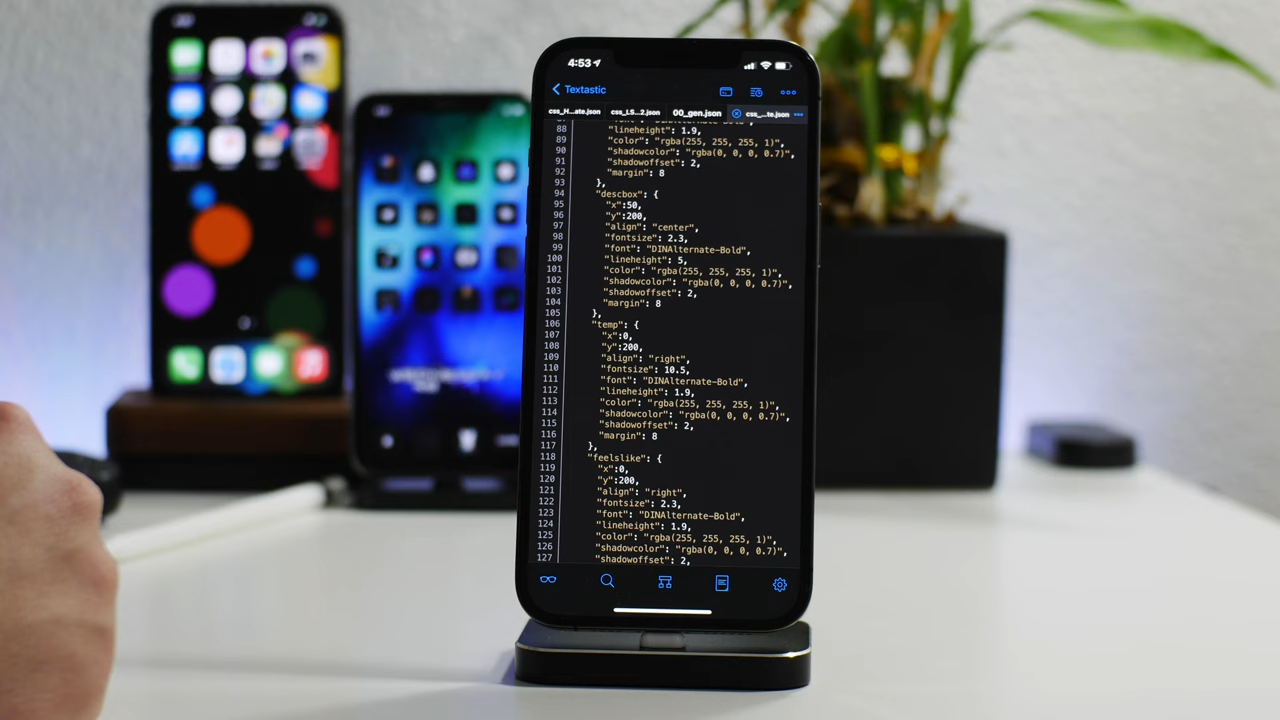 4:53
Textastic
css_H...ate.json css_LS...2.json 00_gen.json css_...te.json
88 "lineheight": 1.9,
89 "color": "rgba(255, 255, 255, 1)",
90 "shadowcolor": "rgba(0, 0, 0, 0.7)",
91 "shadowoffset": 2,
92 "margin": 8
93 },
94 "descbox": {
95 "x":50,
96 "y":200,
97 "align": "center",
98 "fontsize": 2.3,
99 "font": "DINAlternate-Bold",
100 "lineheight": 5,
101 "color": "rgba(255, 255, 255, 1)",
102 "shadowcolor": "rgba(0, 0, 0, 0.7)",
103 "shadowoffset": 2,
104 "margin": 8
105 },
106 "temp": {
107 "x":0,
108 "y":200,
109 "align": "right",
110 "fontsize": 10.5,
111 "font": "DINAlternate-Bold",
112 "lineheight": 1.9,
113 "color": "rgba(255, 255, 255, 1)",
114 "shadowcolor": "rgba(0, 0, 0, 0.7)",
115 "shadowoffset": 2,
116 "margin": 8
117 },
118 "feelslike": {
119 "x":0,
120 "y":200,
121 "align": "right",
122 "fontsize": 2.3,
123 "font": "DINAlternate-Bold",
124 "lineheight": 1.9,
125 "color": "rgba(255, 255, 255, 1)",
126 "shadowcolor": "rgba(0, 0, 0, 0.7)",
127 "shadowoffset": 2,